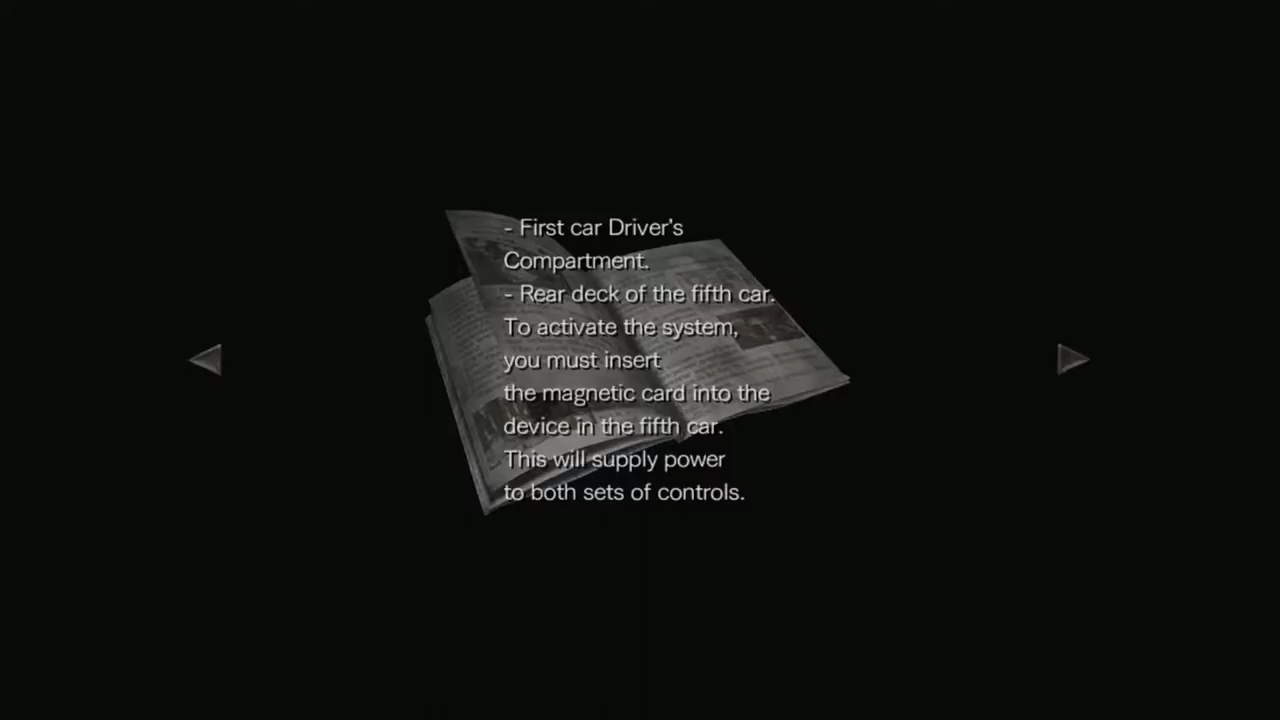 - First car Driver's
Compartment.
- Rear deck of the fifth car.
To activate the system,
you must insert
the magnetic card into the
device in the fifth car.
This will supply power
to both sets of controls.